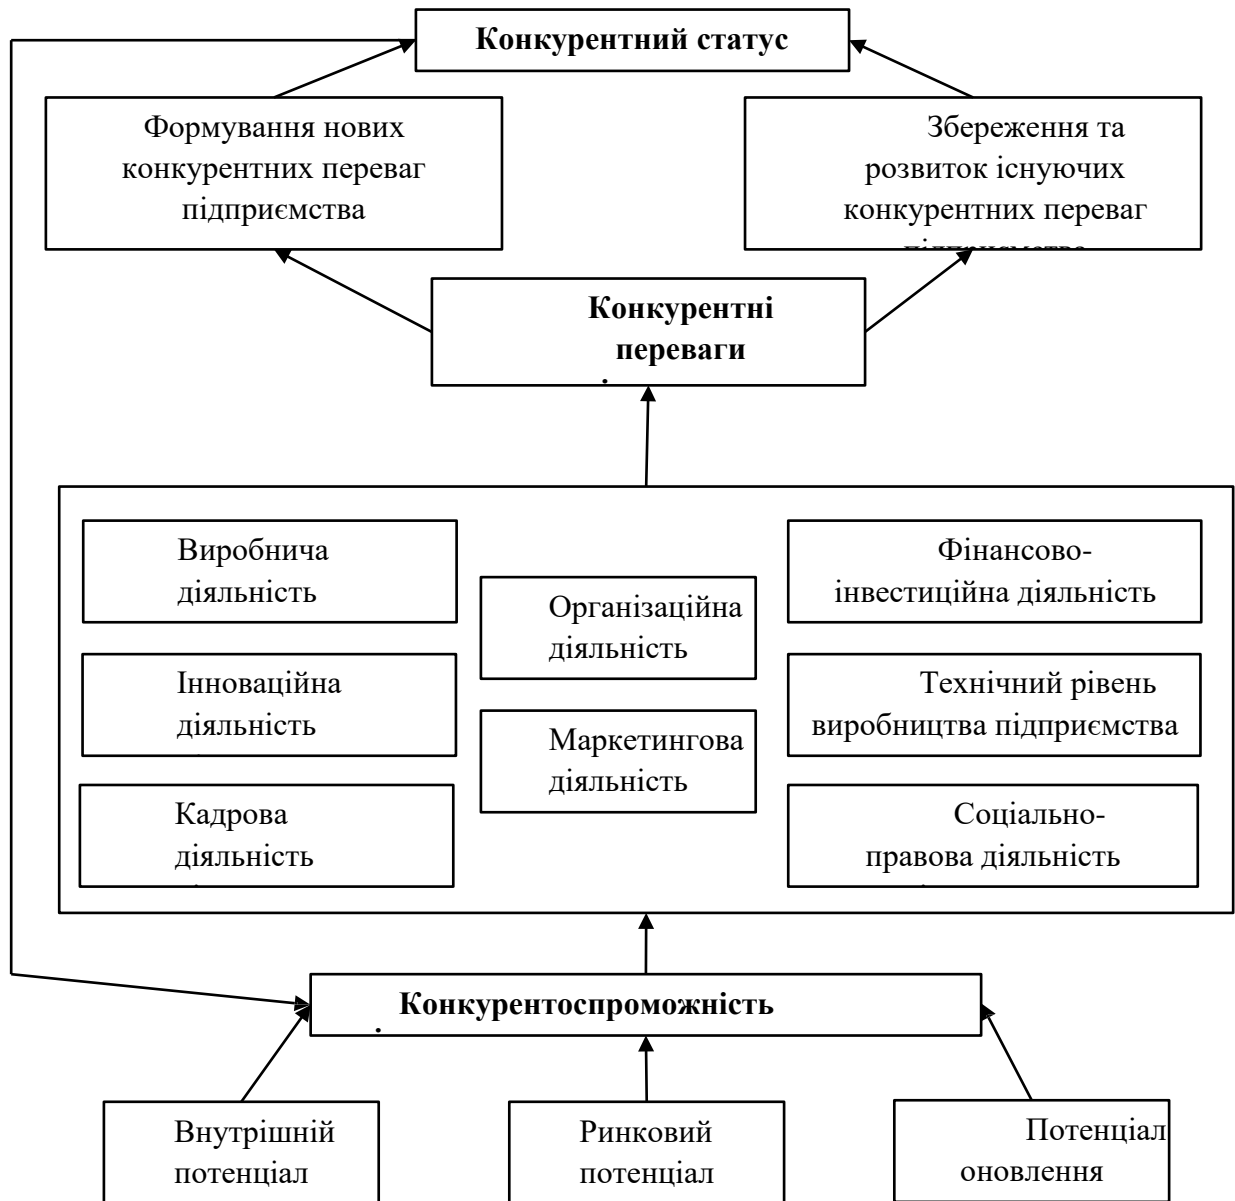 Конкурентний статус
Формування нових
конкурентних переваг
підприємства
Збереження та
розвиток існуючих
конкурентних переваг
Конкурентні
переваги
Виробнича
діяльність
Організаційна
діяльність
Фінансово-
інвестиційна діяльність
Інноваційна
діяльність
Маркетингова
діяльність
Технічний рівень
виробництва підприємства
Кадрова
діяльність
Соціально-
правова діяльність
Конкурентоспроможність
Внутрішній
потенціал
Ринковий
потенціал
Потенціал
оновлення